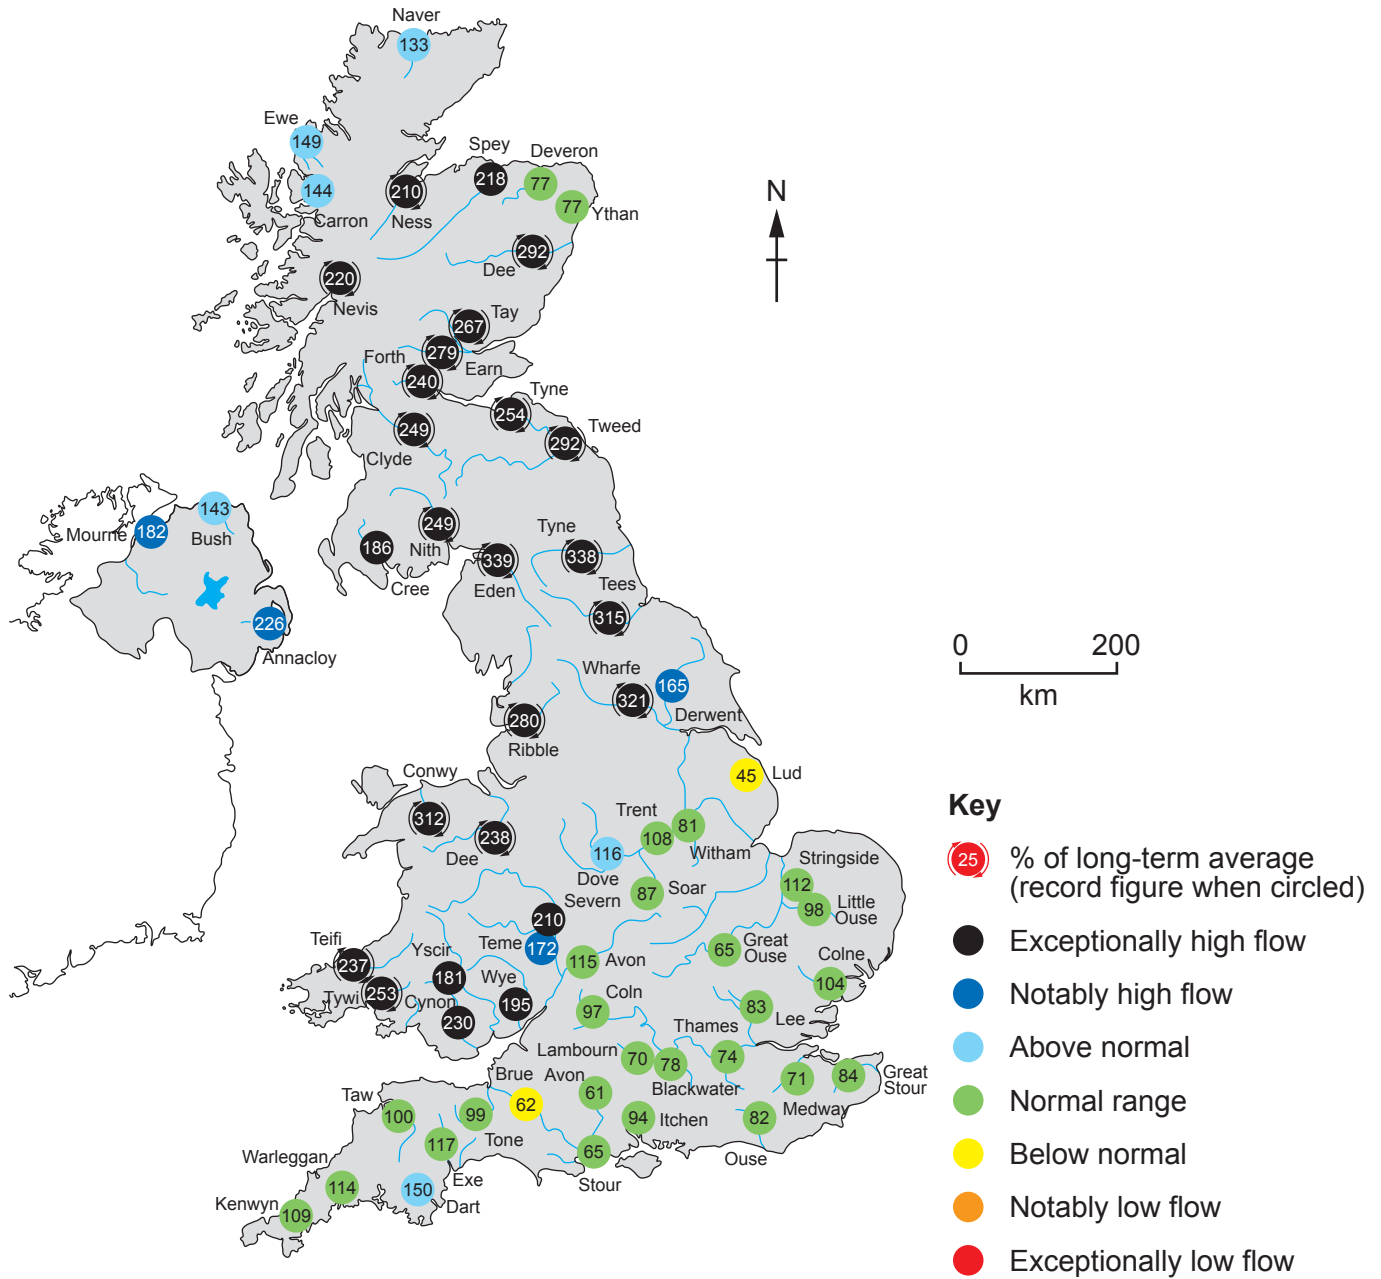 Naver
133
Ewe
149
144
Carron
210
Ness
Spey
218
Deveron
77
77
Ythan
292
Dee
220
Nevis
267
Tay
279
Earn
Forth
240
Tyne
254
Tweed
292
249
Clyde
Mourne
182
143
Bush
226
Annacloy
249
Nith
186
Cree
339
Eden
Tyne
338
Tees
315
Wharfe
321
165
Derwent
280
Ribble
Conwy
312
238
Dee
45
Lud
Trent
108
81
Witham
116
Dove
87
Soar
Stringside
112
98
Little
Ouse
Severn
210
Teme
172
115
Avon
65
Great
Ouse
Colne
104
Teifi
237
Tywi
253
Yscir
181
Cynon
230
Wye
195
Coln
97
83
Lee
Thames
74
Lambourn
70
78
Blackwater
71
Medway
84
Great
Stour
Brue
62
Avon
61
94
Itchen
82
Ouse
65
Stour
Taw
100
99
Tone
117
Exe
150
Dart
Warleggan
114
Kenwyn
109
N
0 200
km
Key
25
% of long-term average
(record figure when circled)
Exceptionally high flow
Notably high flow
Above normal
Normal range
Below normal
Notably low flow
Exceptionally low flow